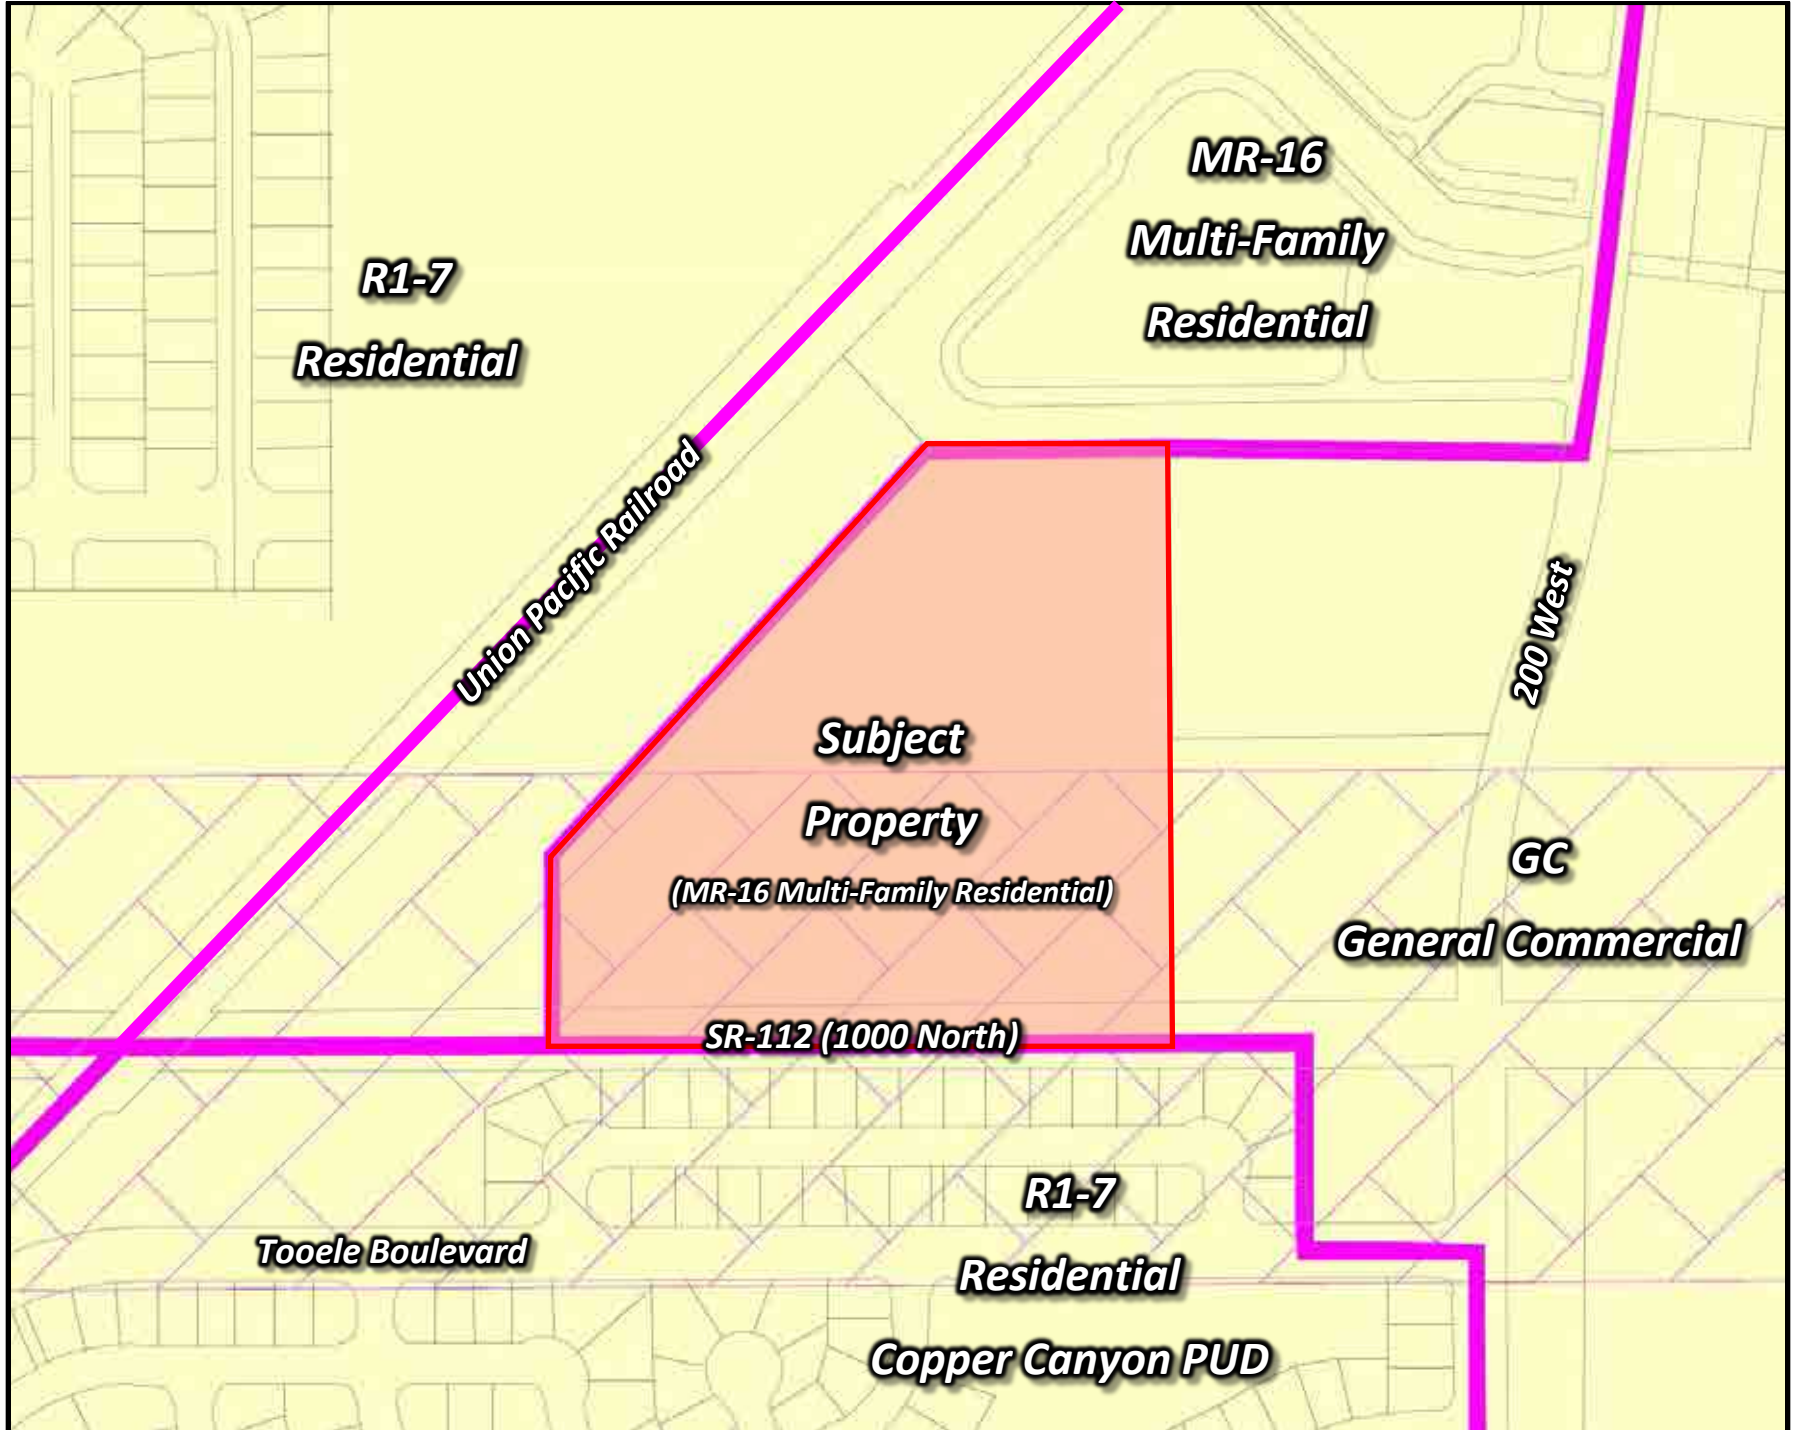 MR-16
Multi-Family
Residential
R1-7
Residential
Union Pacific Railroad
200 West
Subject
Property
(MR-16 Multi-Family Residential)
GC
General Commercial
SR-112 (1000 North)
R1-7
Residential
Copper Canyon PUD
Tooele Boulevard